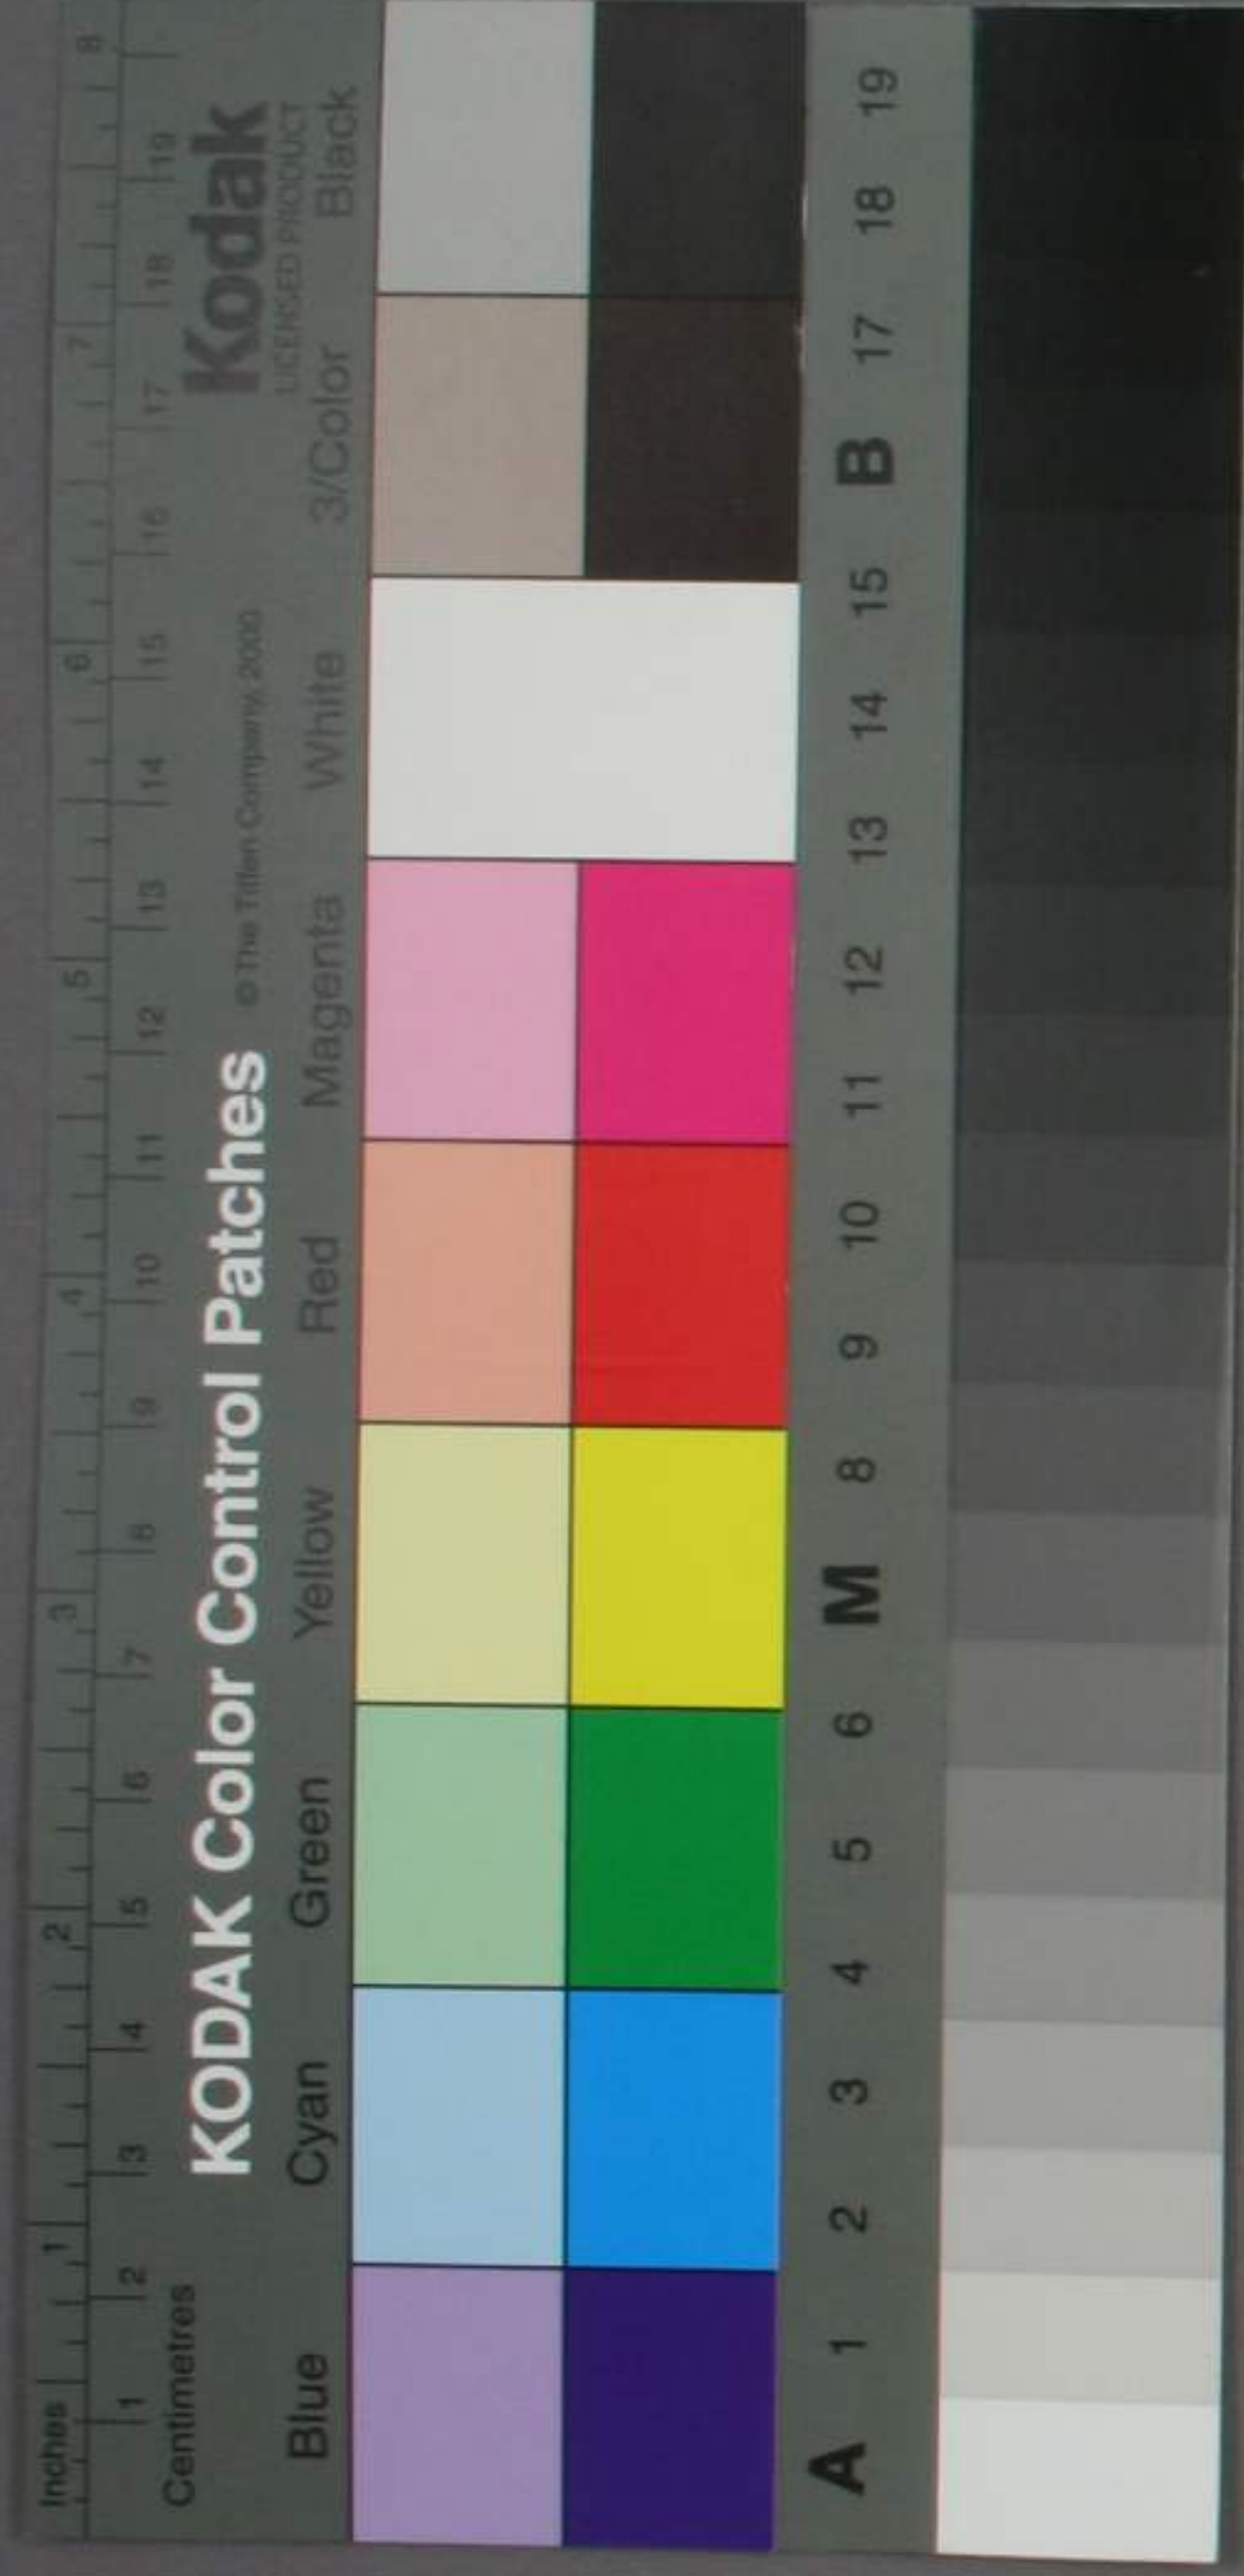 Inches 1 2 3 4 5 6 7 8
Centimetres 1 2 3 4 5 6 7 8 9 10 11 12 13 14 15 16 17 18 19
KODAK Color Control Patches © The Tiffen Company, 2000 Kodak
LICENSED PRODUCT
Blue Cyan Green Yellow Red Magenta White 3/Color Black
A 1 2 3 4 5 6 M 8 9 10 11 12 13 14 15 B 17 18 19